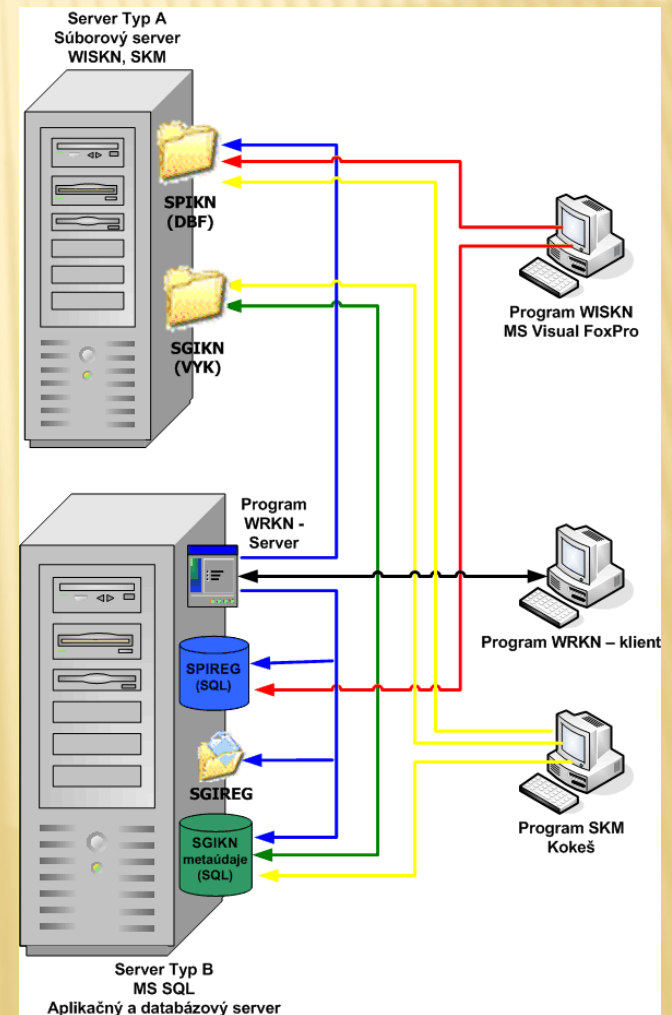 Server Typ A
Súborový server
WISKN, SKM
SPIKN
(DBF)
SGIKN
(VYK)
Program WISKN
MS Visual FoxPro
Program
WRKN -
Server
Program WRKN – klient
SPIREG
(SQL)
SGIREG
SGIKN
metaúdaje
(SQL)
Program SKM
Kokeš
Server Typ B
MS SQL
Aplikačný a databázový server